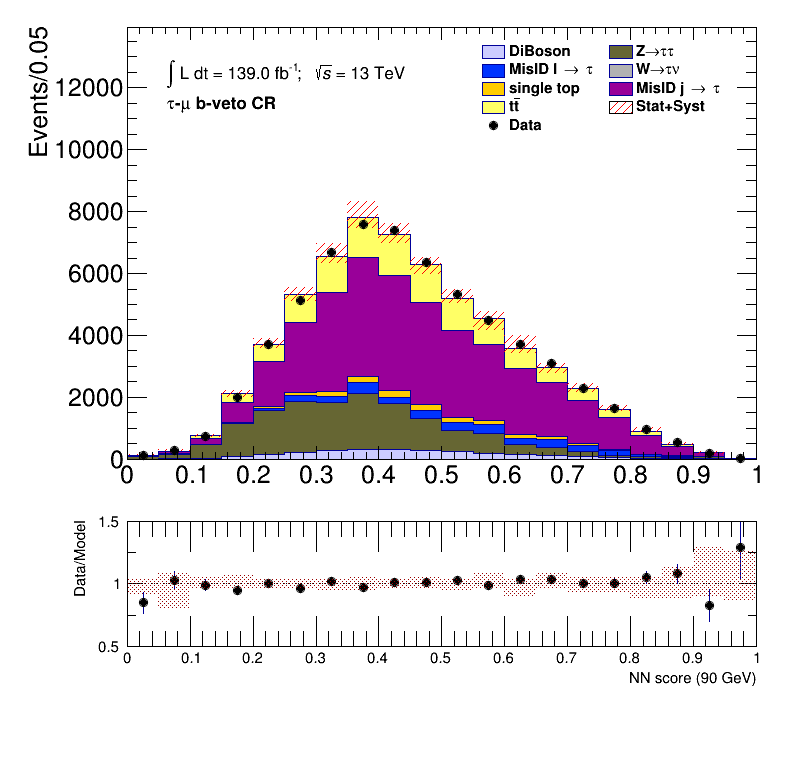 Events/0.05
12000
10000
8000
6000
4000
2000
0
∫ L dt = 139.0 fb⁻¹; √s = 13 TeV
τ-μ b-veto CR
DiBoson
MisID l → τ
single top
tt̄
Data
Z→ττ
W→τν
MisID j → τ
Stat+Syst
0 0.1 0.2 0.3 0.4 0.5 0.6 0.7 0.8 0.9 1
Data/Model
1.5
1
0.5
0 0.1 0.2 0.3 0.4 0.5 0.6 0.7 0.8 0.9 1
NN score (90 GeV)